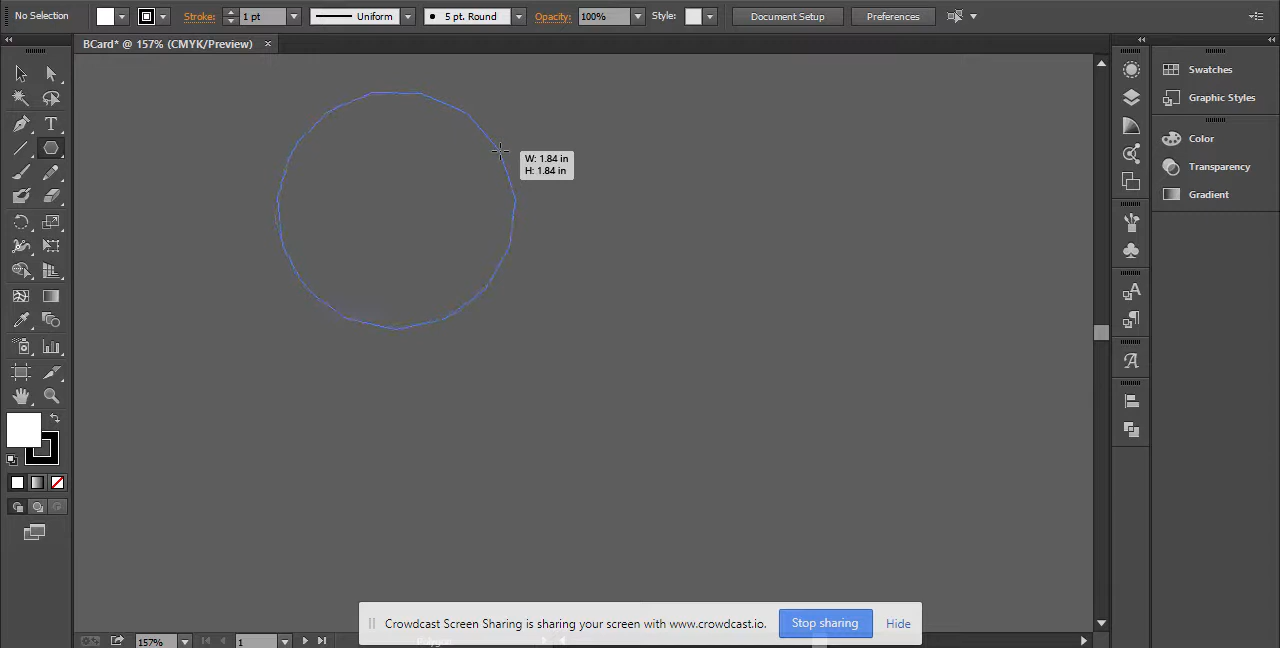 No Selection Stroke: 1 pt Uniform 5 pt. Round Opacity: 100% Style: Document Setup Preferences
BCard* @ 157% (CMYK/Preview) ×
Swatches
Graphic Styles
Color
Transparency
Gradient
W: 1.84 in
H: 1.84 in
Crowdcast Screen Sharing is sharing your screen with www.crowdcast.io. Stop sharing Hide
157% 1 Polygon